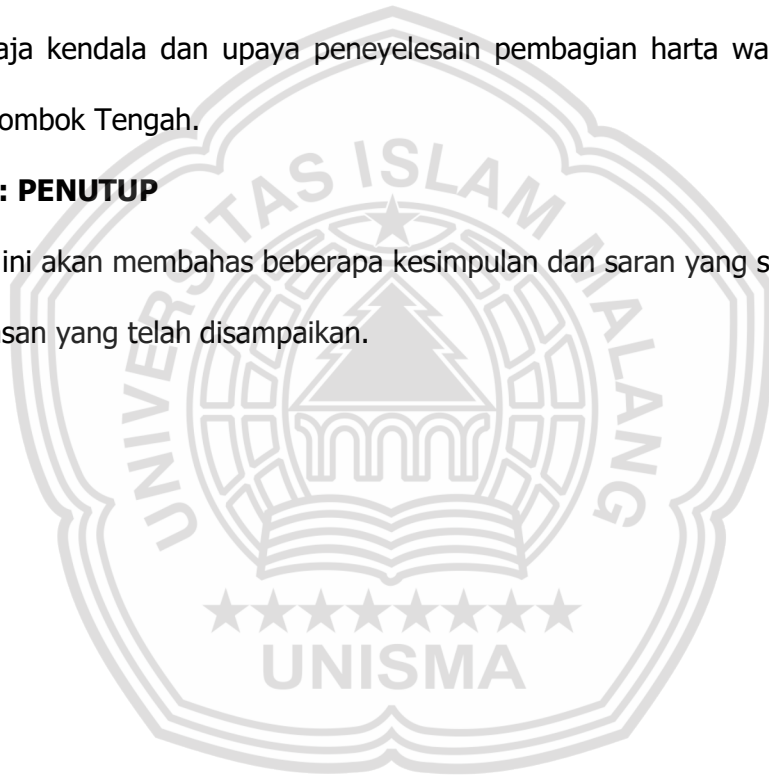 aja kendala dan upaya peneyelesain pembagian harta wa
ombok Tengah.
: PENUTUP
ini akan membahas beberapa kesimpulan dan saran yang s
asan yang telah disampaikan.
UNIVERSITAS ISLAM MALANG
UNISMA